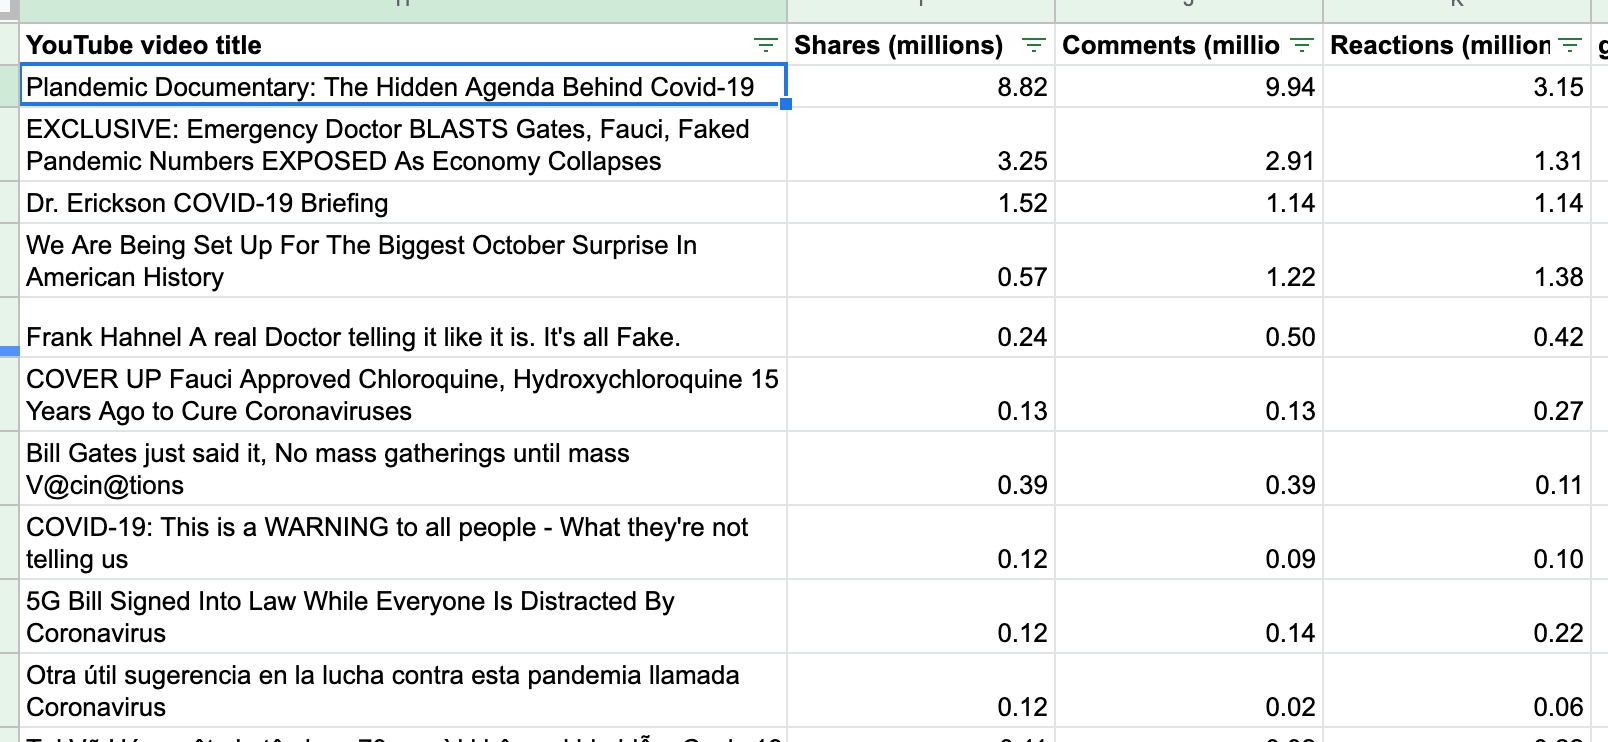 YouTube video title Shares (millions) Comments (millio Reactions (million
Plandemic Documentary: The Hidden Agenda Behind Covid-19 8.82 9.94 3.15
EXCLUSIVE: Emergency Doctor BLASTS Gates, Fauci, Faked
Pandemic Numbers EXPOSED As Economy Collapses 3.25 2.91 1.31
Dr. Erickson COVID-19 Briefing 1.52 1.14 1.14
We Are Being Set Up For The Biggest October Surprise In
American History 0.57 1.22 1.38
Frank Hahnel A real Doctor telling it like it is. It's all Fake. 0.24 0.50 0.42
COVER UP Fauci Approved Chloroquine, Hydroxychloroquine 15
Years Ago to Cure Coronaviruses 0.13 0.13 0.27
Bill Gates just said it, No mass gatherings until mass
V@cin@tions 0.39 0.39 0.11
COVID-19: This is a WARNING to all people - What they're not
telling us 0.12 0.09 0.10
5G Bill Signed Into Law While Everyone Is Distracted By
Coronavirus 0.12 0.14 0.22
Otra útil sugerencia en la lucha contra esta pandemia llamada
Coronavirus 0.12 0.02 0.06